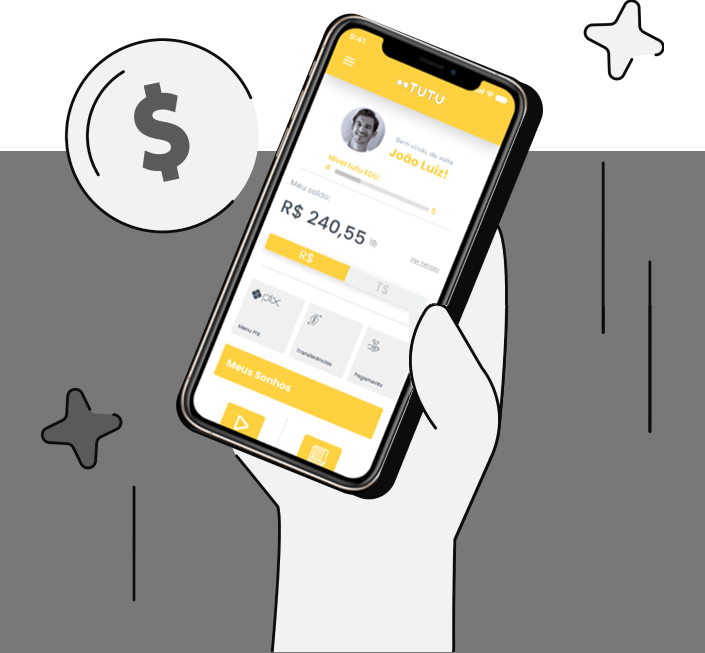 $
9:41
TUTU
Bem vindo de volta
João Luiz!
Nível tutu EDU:
4
5
Meu saldo:
R$ 240,55
Ver extrato
R$
T$
pix
Menu Pix
Transferências
Pagamento
Meus Sonhos